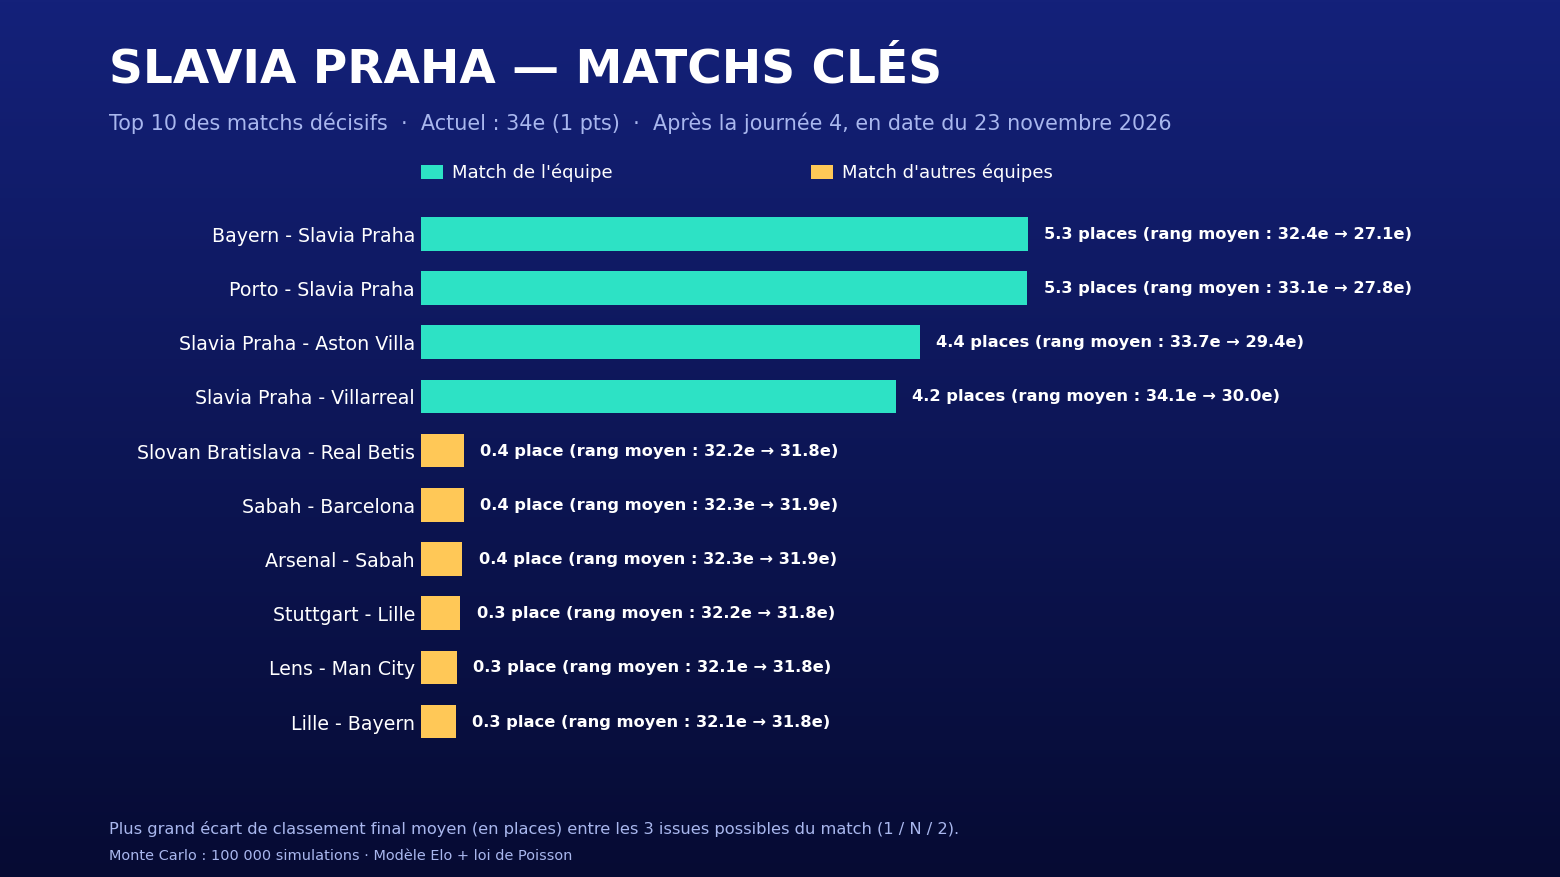 SLAVIA PRAHA — MATCHS CLÉS
Top 10 des matchs décisifs · Actuel : 34e (1 pts) · Après la journée 4, en date du 23 novembre 2026
Match de l'équipe Match d'autres équipes
Bayern - Slavia Praha 5.3 places (rang moyen : 32.4e → 27.1e)
Porto - Slavia Praha 5.3 places (rang moyen : 33.1e → 27.8e)
Slavia Praha - Aston Villa 4.4 places (rang moyen : 33.7e → 29.4e)
Slavia Praha - Villarreal 4.2 places (rang moyen : 34.1e → 30.0e)
Slovan Bratislava - Real Betis 0.4 place (rang moyen : 32.2e → 31.8e)
Sabah - Barcelona 0.4 place (rang moyen : 32.3e → 31.9e)
Arsenal - Sabah 0.4 place (rang moyen : 32.3e → 31.9e)
Stuttgart - Lille 0.3 place (rang moyen : 32.2e → 31.8e)
Lens - Man City 0.3 place (rang moyen : 32.1e → 31.8e)
Lille - Bayern 0.3 place (rang moyen : 32.1e → 31.8e)
Plus grand écart de classement final moyen (en places) entre les 3 issues possibles du match (1 / N / 2).
Monte Carlo : 100 000 simulations · Modèle Elo + loi de Poisson